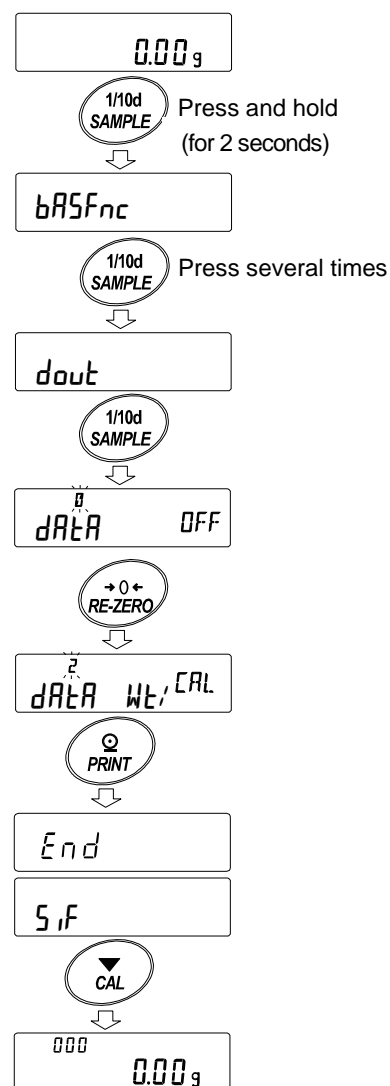 0.00 g
1/10d
SAMPLE
Press and hold
(for 2 seconds)
bASFnc
1/10d
SAMPLE
Press several times
dout
1/10d
SAMPLE
0
dAtA OFF
→0←
RE-ZERO
2
dAtA Wt/CAL
PRINT
End
SiF
CAL
000
0.00 g